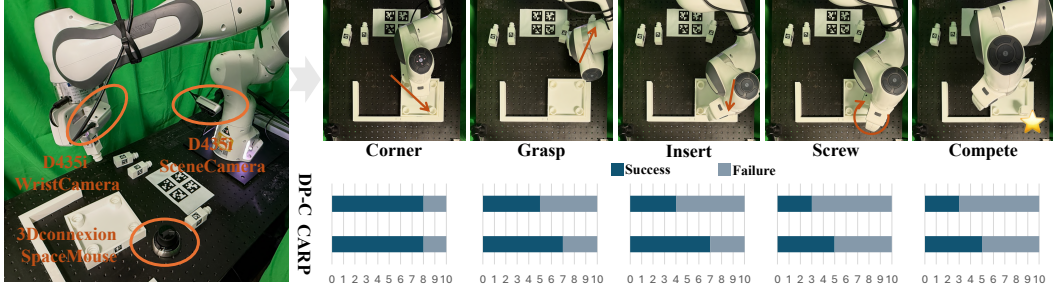 D435i
WristCamera
D435i
SceneCamera
3Dconnexion
SpaceMouse
Corner
Grasp
Insert
Screw
Compete
Success
Failure
DP-C
CARP
0 1 2 3 4 5 6 7 8 9 10
0 1 2 3 4 5 6 7 8 9 10
0 1 2 3 4 5 6 7 8 9 10
0 1 2 3 4 5 6 7 8 9 10
0 1 2 3 4 5 6 7 8 9 10